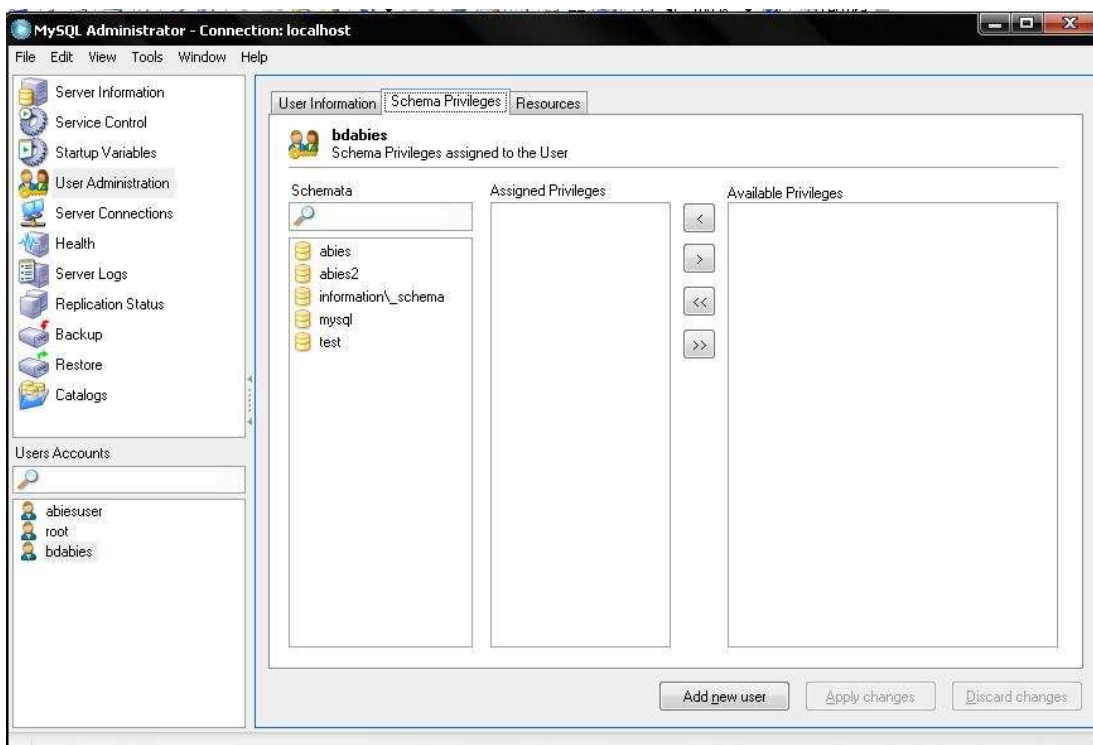 MySQL Administrator - Connection: localhost
File Edit View Tools Window Help
Server Information
Service Control
Startup Variables
User Administration
Server Connections
Health
Server Logs
Replication Status
Backup
Restore
Catalogs
Users Accounts
abiesuser
root
bdabies
User Information Schema Privileges Resources
bdabies
Schema Privileges assigned to the User
Schemata Assigned Privileges Available Privileges
abies
abies2
information\_schema
mysql
test
<
>
<<
>>
Add new user Apply changes Discard changes